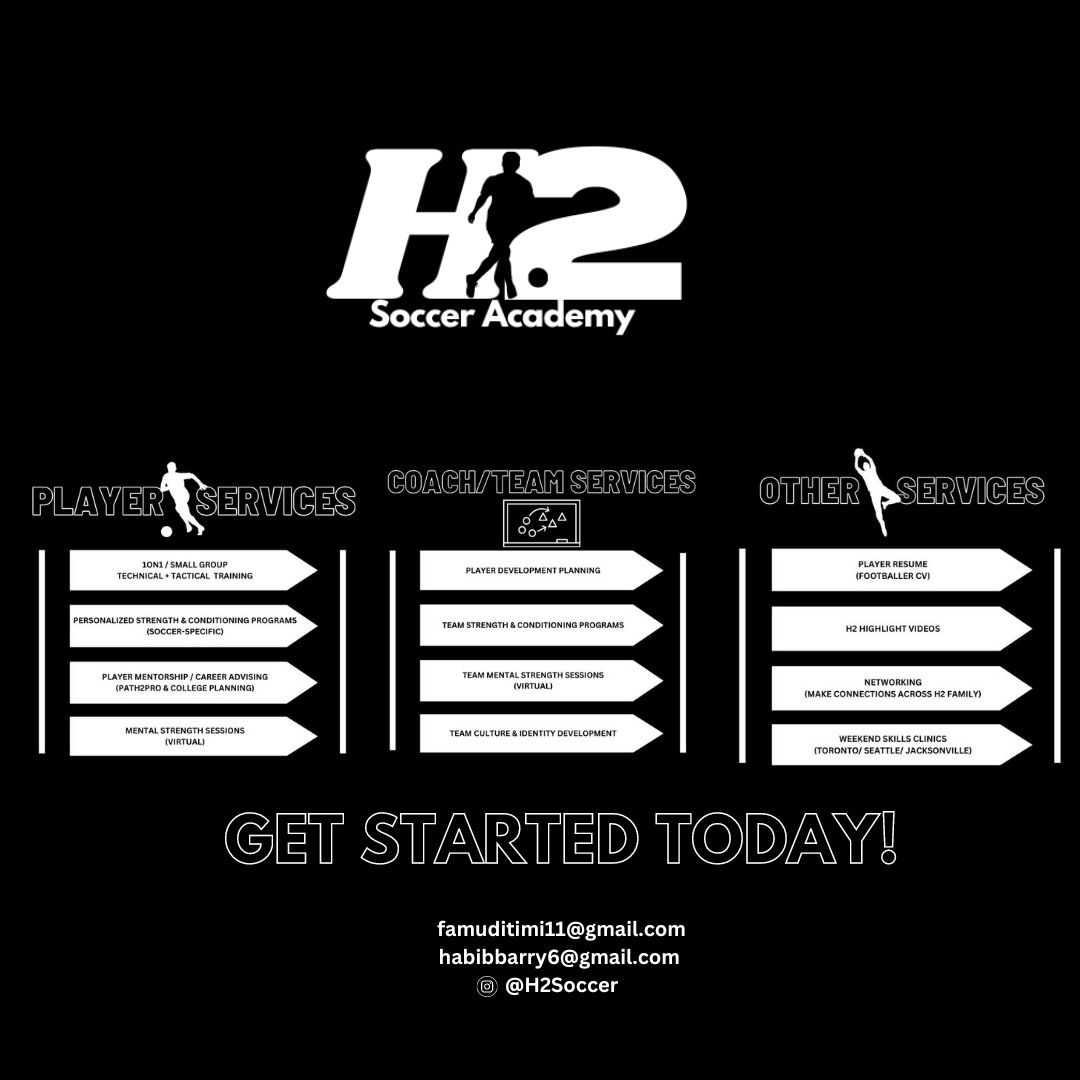 H2
Soccer Academy
PLAYER SERVICES
1ON1 / SMALL GROUP
TECHNICAL + TACTICAL TRAINING
PERSONALIZED STRENGTH & CONDITIONING PROGRAMS
(SOCCER-SPECIFIC)
PLAYER MENTORSHIP / CAREER ADVISING
(PATH2PRO & COLLEGE PLANNING)
MENTAL STRENGTH SESSIONS
(VIRTUAL)
COACH/TEAM SERVICES
PLAYER DEVELOPMENT PLANNING
TEAM STRENGTH & CONDITIONING PROGRAMS
TEAM MENTAL STRENGTH SESSIONS
(VIRTUAL)
TEAM CULTURE & IDENTITY DEVELOPMENT
OTHER SERVICES
PLAYER RESUME
(FOOTBALLER CV)
H2 HIGHLIGHT VIDEOS
NETWORKING
(MAKE CONNECTIONS ACROSS H2 FAMILY)
WEEKEND SKILLS CLINICS
(TORONTO/ SEATTLE/ JACKSONVILLE)
GET STARTED TODAY!
famuditimi11@gmail.com
habibbarry6@gmail.com
@H2Soccer